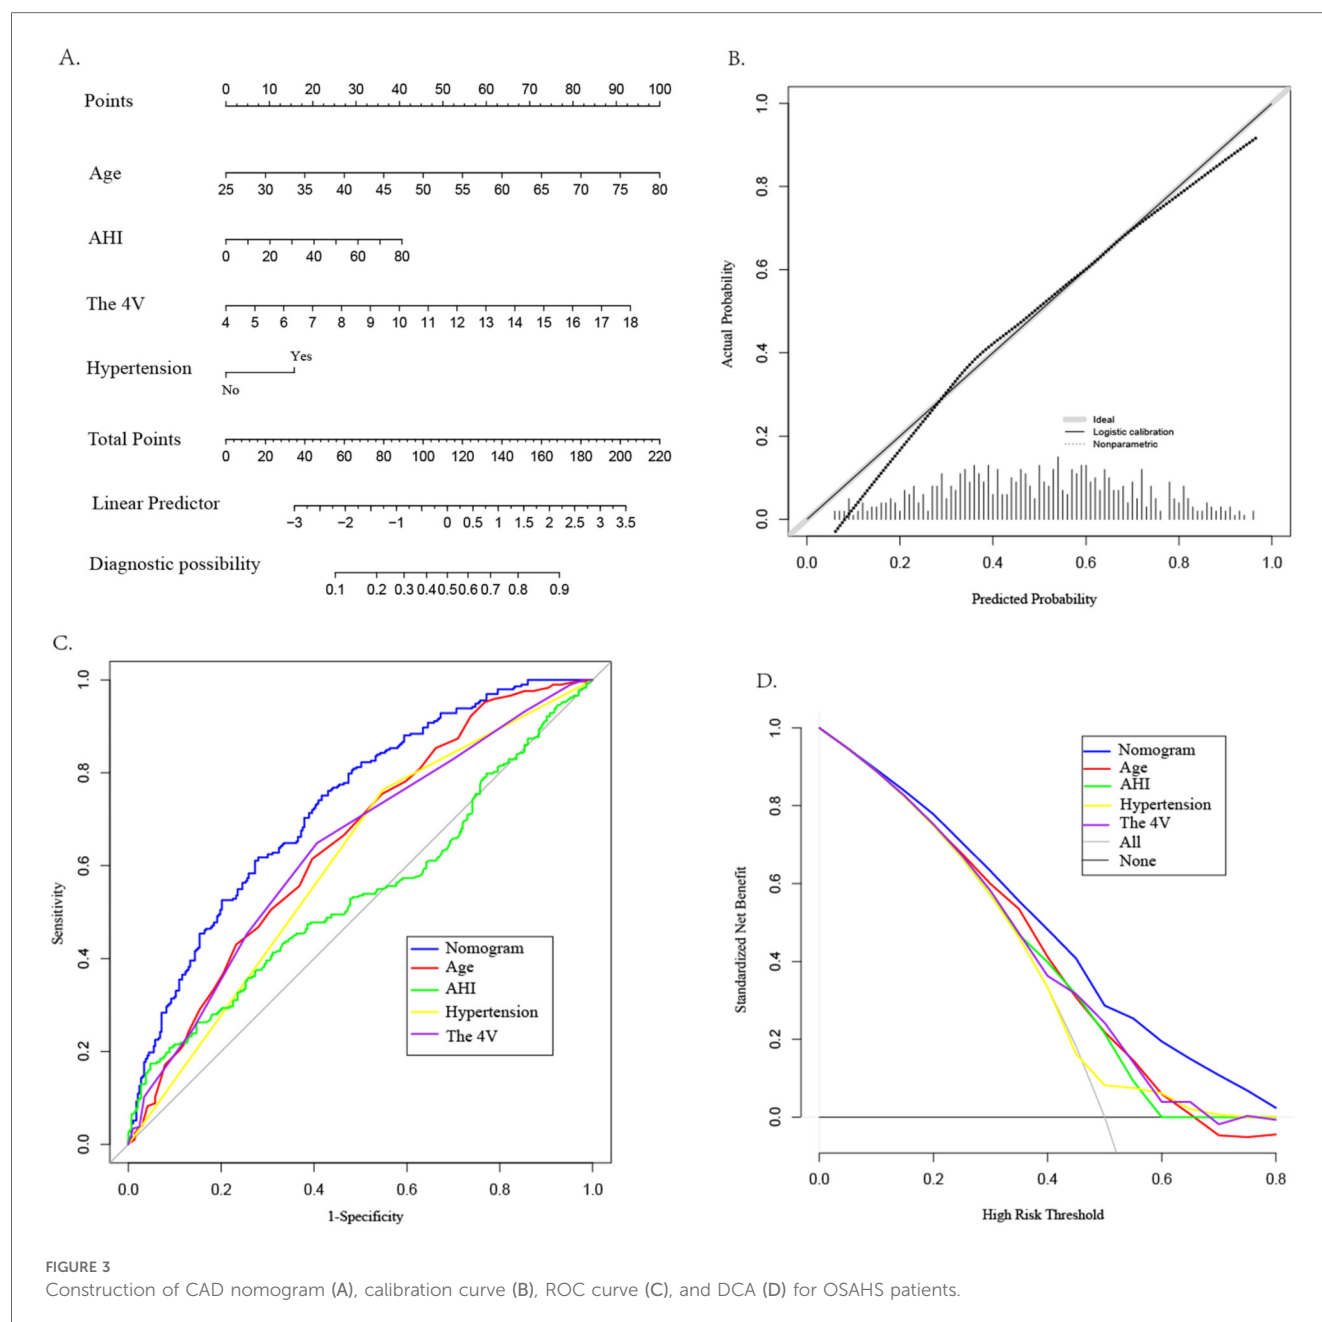 A.
Points
0 10 20 30 40 50 60 70 80 90 100
Age
25 30 35 40 45 50 55 60 65 70 75 80
AHI
0 20 40 60 80
The 4V
4 5 6 7 8 9 10 11 12 13 14 15 16 17 18
Hypertension
Yes
No
Total Points
0 20 40 60 80 100 120 140 160 180 200 220
Linear Predictor
−3 −2 −1 0 0.5 1 1.5 2 2.5 3 3.5
Diagnostic possibility
0.1 0.2 0.3 0.4 0.5 0.6 0.7 0.8 0.9
B.
Actual Probability
1.0
0.8
0.6
0.4
0.2
0.0
Ideal
Logistic calibration
Nonparametric
0.0 0.2 0.4 0.6 0.8 1.0
Predicted Probability
C.
Sensitivity
1.0
0.8
0.6
0.4
0.2
0.0
Nomogram
Age
AHI
Hypertension
The 4V
0.0 0.2 0.4 0.6 0.8 1.0
1-Specificity
D.
Standardized Net Benefit
1.0
0.8
0.6
0.4
0.2
0.0
Nomogram
Age
AHI
Hypertension
The 4V
All
None
0.0 0.2 0.4 0.6 0.8
High Risk Threshold
FIGURE 3
Construction of CAD nomogram (A), calibration curve (B), ROC curve (C), and DCA (D) for OSAHS patients.